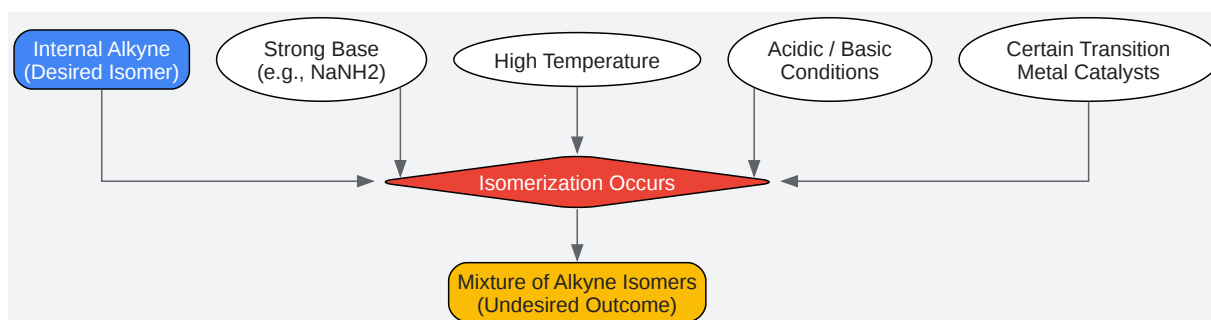 Internal Alkyne
(Desired Isomer)
Strong Base
(e.g., NaNH2)
High Temperature
Acidic / Basic
Conditions
Certain Transition
Metal Catalysts
Isomerization Occurs
Mixture of Alkyne Isomers
(Undesired Outcome)